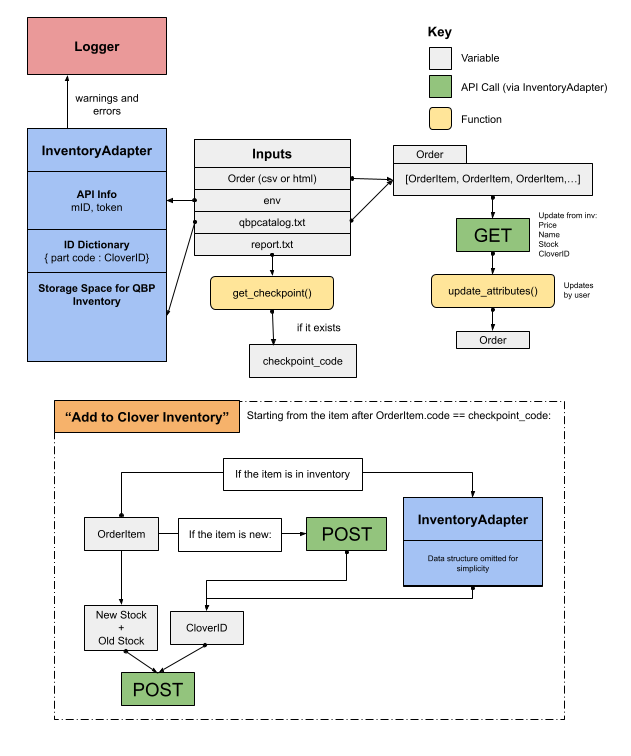 Logger
warnings and
errors
InventoryAdapter
API Info
mID, token
ID Dictionary
{ part code : CloverID}
Storage Space for QBP
Inventory
Inputs
Order (csv or html)
env
qbpcatalog.txt
report.txt
get_checkpoint()
if it exists
checkpoint_code
Key
Variable
API Call (via InventoryAdapter)
Function
Order
[OrderItem, OrderItem, OrderItem,...]
GET
Update from inv:
Price
Name
Stock
CloverID
update_attributes()
Updates
by user
Order
“Add to Clover Inventory”
Starting from the item after OrderItem.code == checkpoint_code:
If the item is in inventory
OrderItem
If the item is new:
POST
InventoryAdapter
Data structure omitted for
simplicity
New Stock
+
Old Stock
CloverID
POST